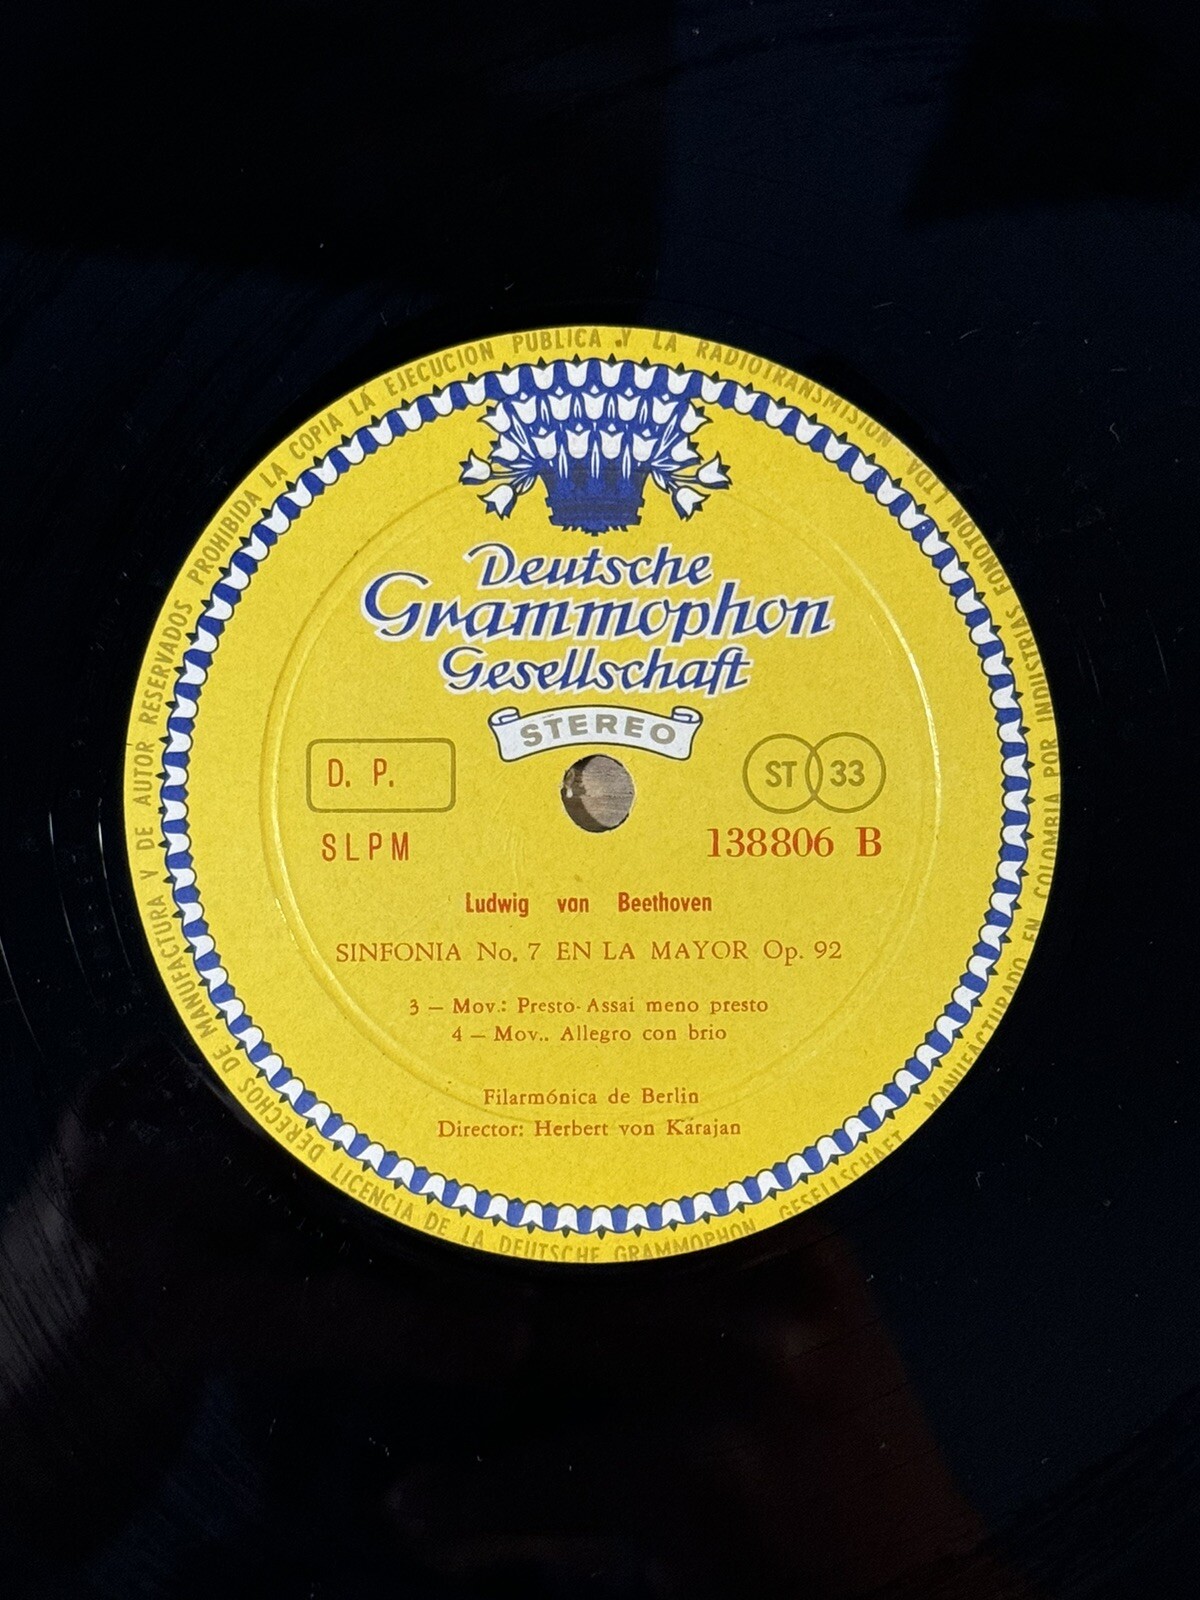 DERECHOS DE MANUFACTURA Y DE AUTOR RESERVADOS PROHIBIDA LA COPIA LA EJECUCION PUBLICA Y LA RADIOTRANSMISION
Deutsche
Grammophon
Gesellschaft
STEREO
D. P.
ST 33
SLPM
138806 B
Ludwig van Beethoven
SINFONIA No. 7 EN LA MAYOR Op. 92
3 – Mov.: Presto-Assai meno presto
4 – Mov.. Allegro con brio
Filarmónica de Berlin
Director: Herbert von Karajan
MANUFACTURADO EN COLOMBIA POR INDUSTRIAS FONOTON LTDA.
LICENCIA DE LA DEUTSCHE GRAMMOPHON GESELLSCHAFT